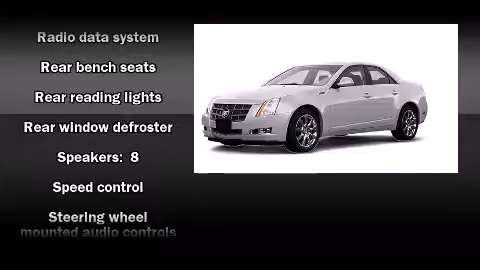 Radio data system
Rear bench seats
Rear reading lights
Rear window defroster
Speakers: 8
Speed control
Steering wheel
mounted audio controls